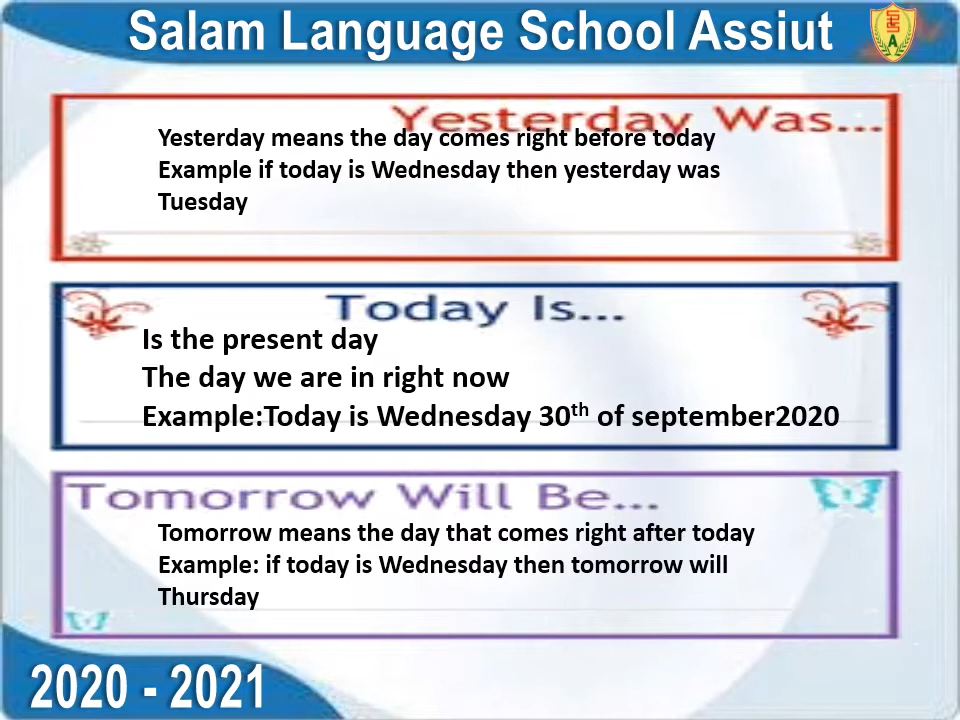 Salam Language School Assiut
Yesterday Was...
Yesterday means the day comes right before today
Example if today is Wednesday then yesterday was
Tuesday
Today Is...
Is the present day
The day we are in right now
Example:Today is Wednesday 30th of september2020
Tomorrow Will Be...
Tomorrow means the day that comes right after today
Example: if today is Wednesday then tomorrow will
Thursday
2020 - 2021